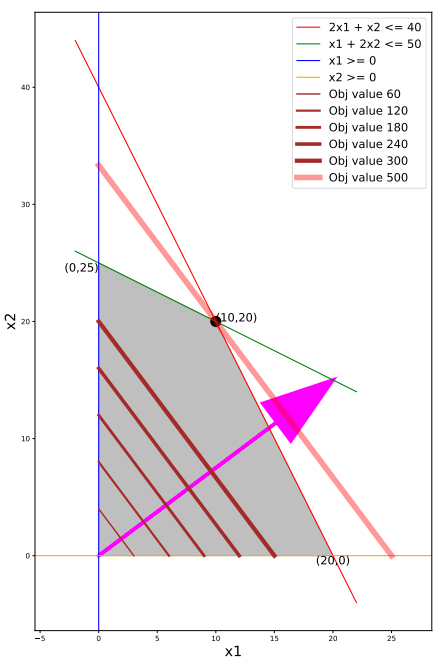 2x1 + x2 <= 40
x1 + 2x2 <= 50
x1 >= 0
x2 >= 0
Obj value 60
Obj value 120
Obj value 180
Obj value 240
Obj value 300
Obj value 500
40
30
20
10
0
x2
(0,25)
(10,20)
(20,0)
−5
0
5
10
15
20
25
x1